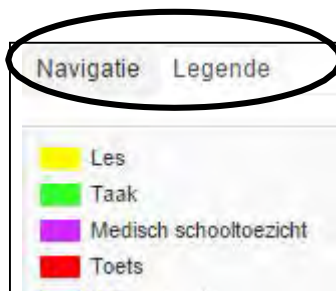 Navigatie Legende
Les
Taak
Medisch schooltoezicht
Toets